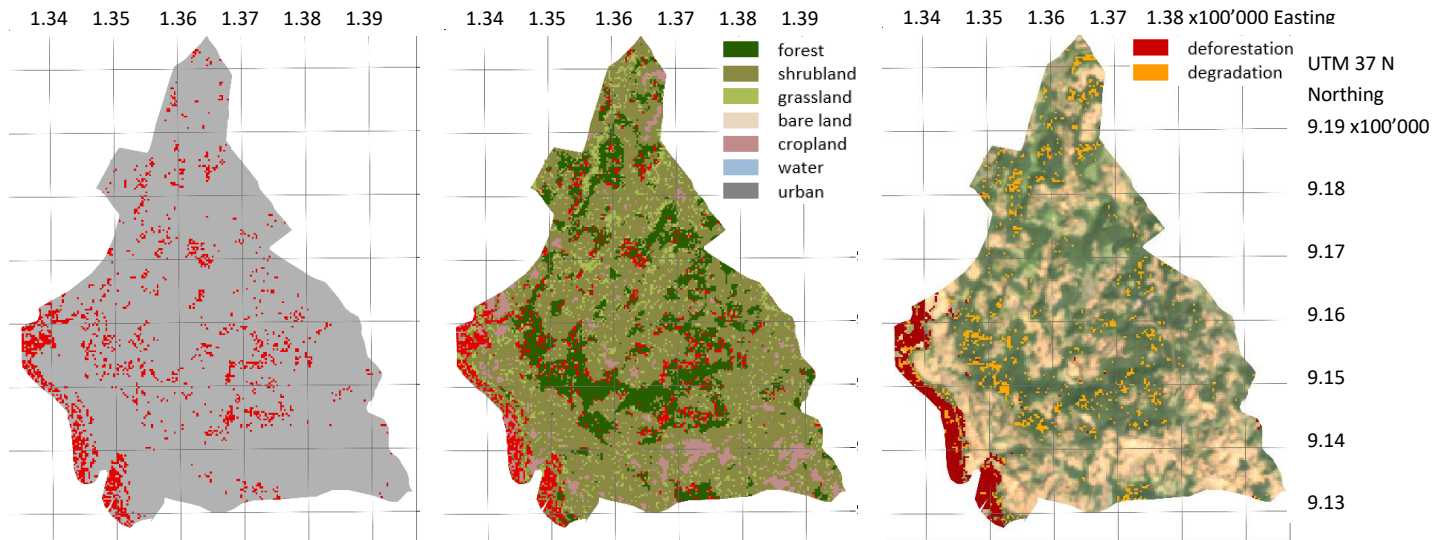 1.34 1.35 1.36 1.37 1.38 1.39
1.34 1.35 1.36 1.37 1.38 1.39
1.34 1.35 1.36 1.37 1.38 x100'000 Easting
forest
shrubland
grassland
bare land
cropland
water
urban
deforestation
degradation
UTM 37 N
Northing
9.19 x100'000
9.18
9.17
9.16
9.15
9.14
9.13